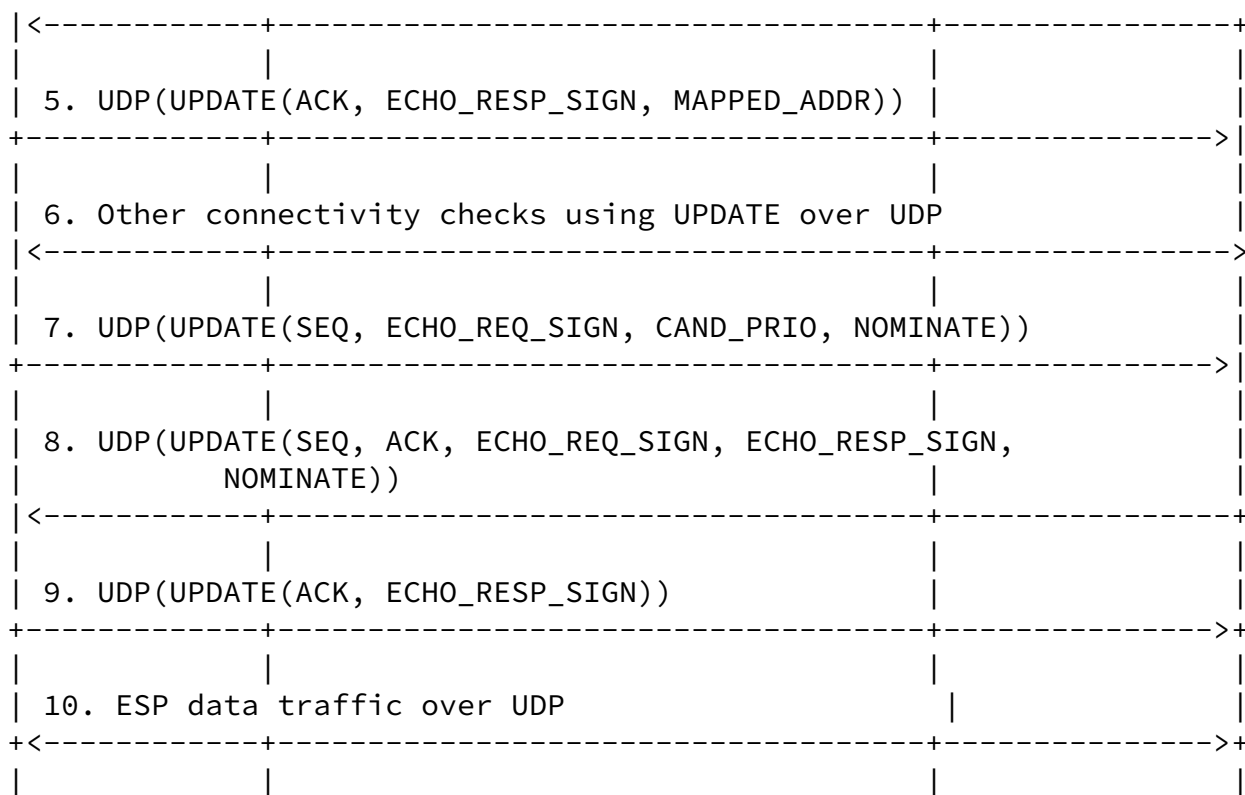 |<------------+-----------------------------------+---------------+
|             |                                   |               |
| 5. UDP(UPDATE(ACK, ECHO_RESP_SIGN, MAPPED_ADDR)) |               |
+-------------+-----------------------------------+-------------->|
|             |                                   |               |
| 6. Other connectivity checks using UPDATE over UDP              |
|<------------+-----------------------------------+---------------->
|             |                                   |               |
| 7. UDP(UPDATE(SEQ, ECHO_REQ_SIGN, CAND_PRIO, NOMINATE))         |
+-------------+-----------------------------------+-------------->|
|             |                                   |               |
| 8. UDP(UPDATE(SEQ, ACK, ECHO_REQ_SIGN, ECHO_RESP_SIGN,          |
|          NOMINATE))                             |               |
|<------------+-----------------------------------+---------------+
|             |                                   |               |
| 9. UDP(UPDATE(ACK, ECHO_RESP_SIGN))             |               |
+-------------+-----------------------------------+-------------->+
|             |                                   |               |
| 10. ESP data traffic over UDP                    |              |
+<------------+-----------------------------------+-------------->+
|             |                                   |               |